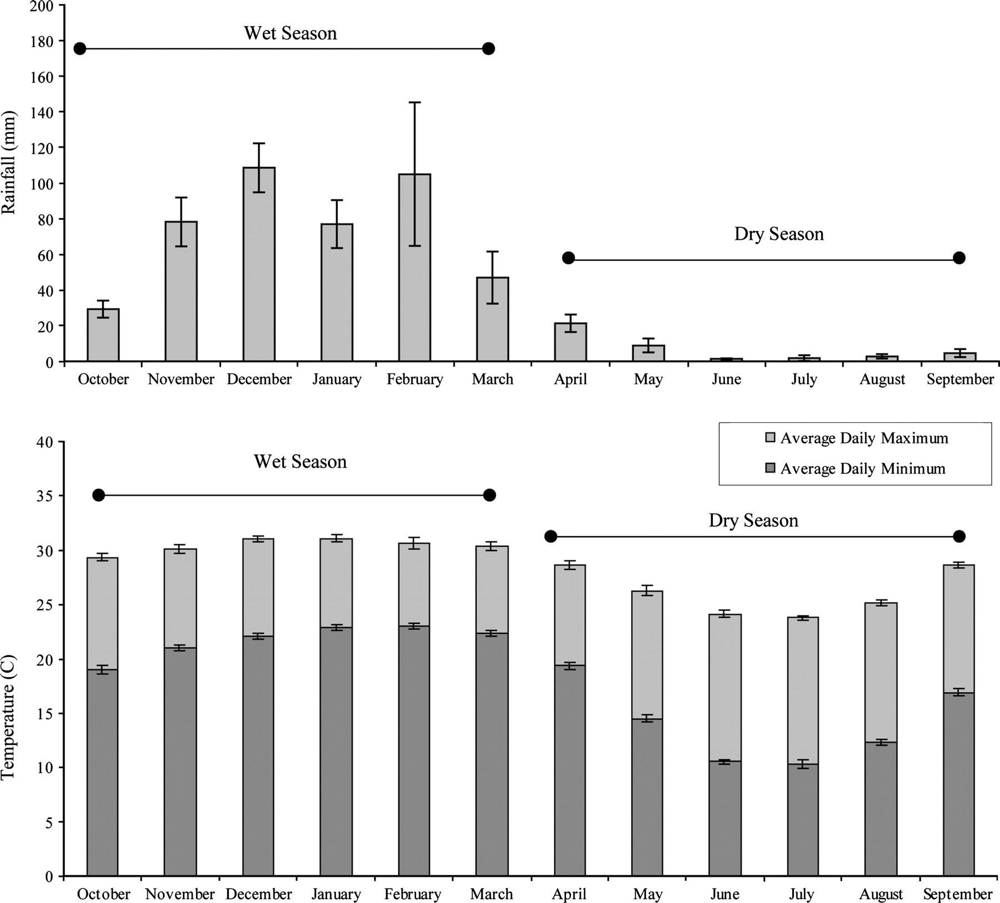 200
180
160
140
120
100
80
60
40
20
0
Rainfall (mm)
Wet Season
Dry Season
October November December January February March April May June July August September
Average Daily Maximum
Average Daily Minimum
40
35
30
25
20
15
10
5
0
Temperature (C)
Wet Season
Dry Season
October November December January February March April May June July August September